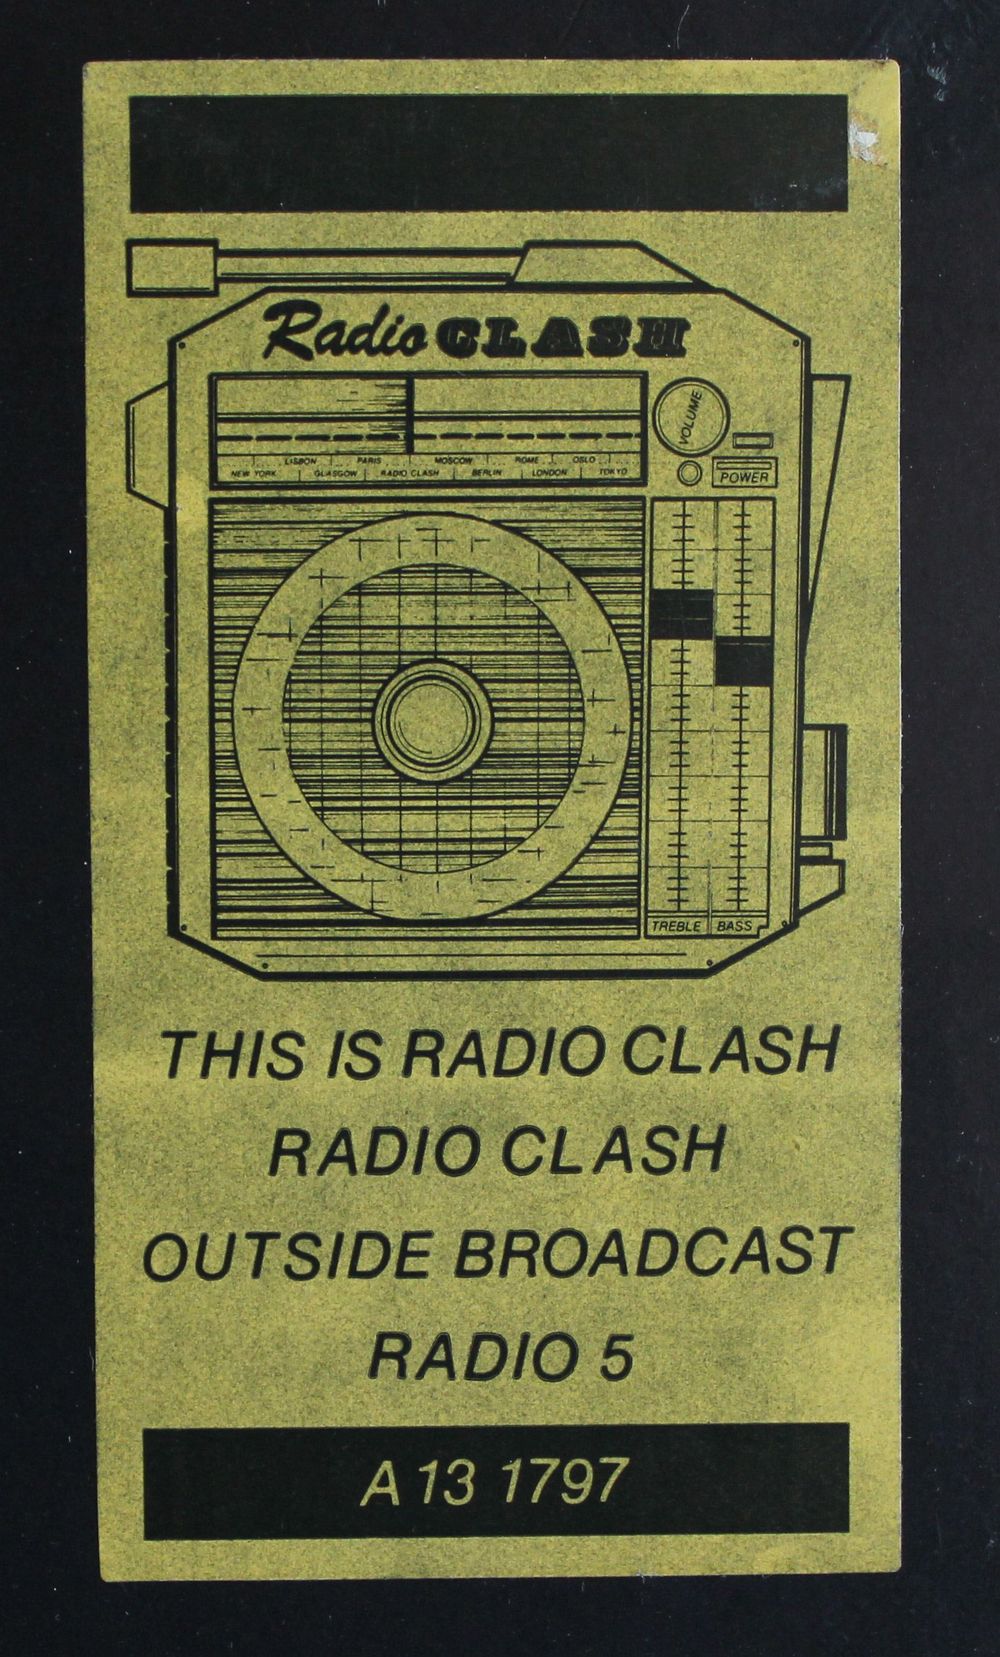 Radio CLASH
VOLUME
LISBON PARIS MOSCOW ROME OSLO
NEW YORK GLASGOW RADIO CLASH BERLIN LONDON TOKYO
POWER
TREBLE BASS
THIS IS RADIO CLASH
RADIO CLASH
OUTSIDE BROADCAST
RADIO 5
A 13 1797